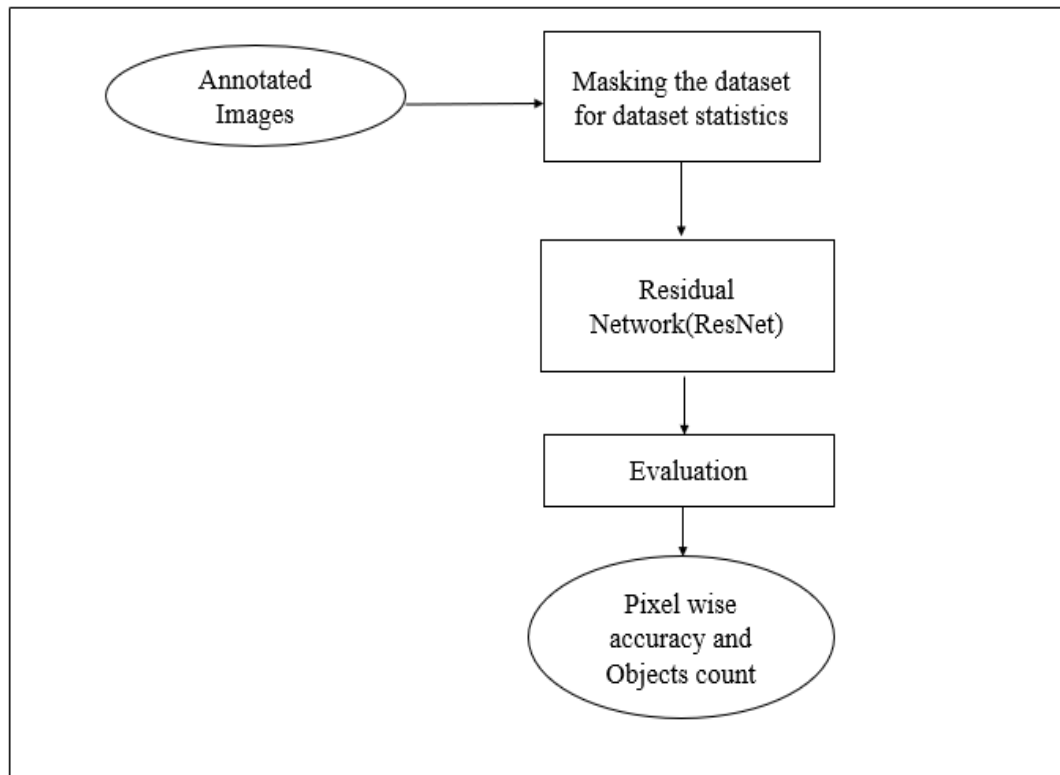 Annotated
Images
Masking the dataset
for dataset statistics
Residual
Network(ResNet)
Evaluation
Pixel wise
accuracy and
Objects count